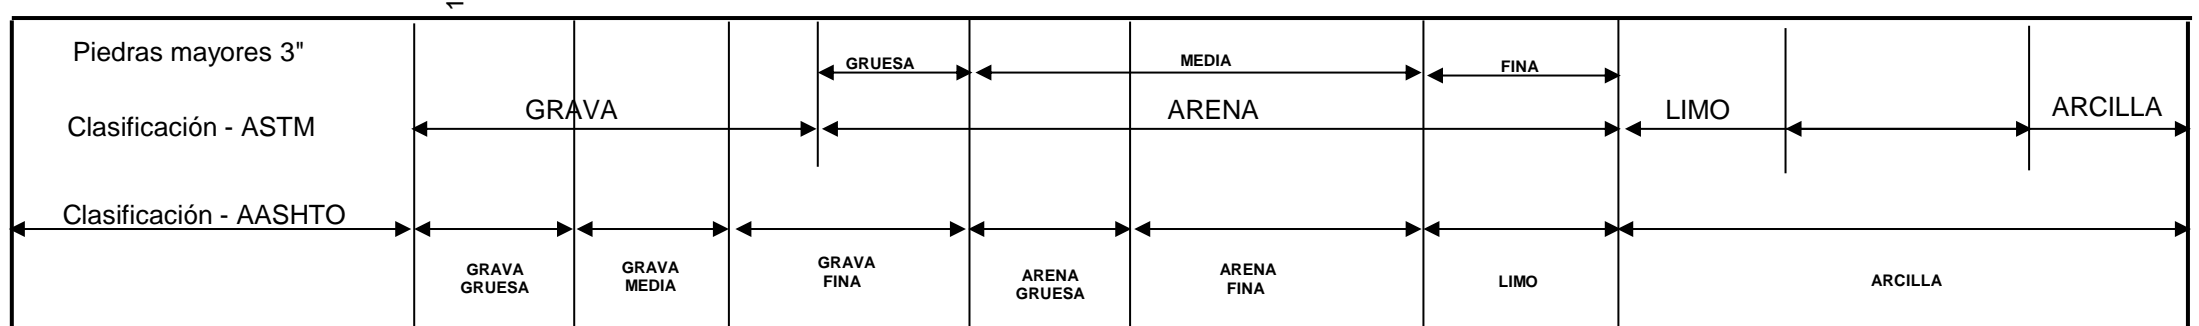 1
Piedras mayores 3"
GRUESA
MEDIA
FINA
Clasificación - ASTM
GRAVA
ARENA
LIMO
ARCILLA
Clasificación - AASHTO
GRAVA
GRUESA
GRAVA
MEDIA
GRAVA
FINA
ARENA
GRUESA
ARENA
FINA
LIMO
ARCILLA